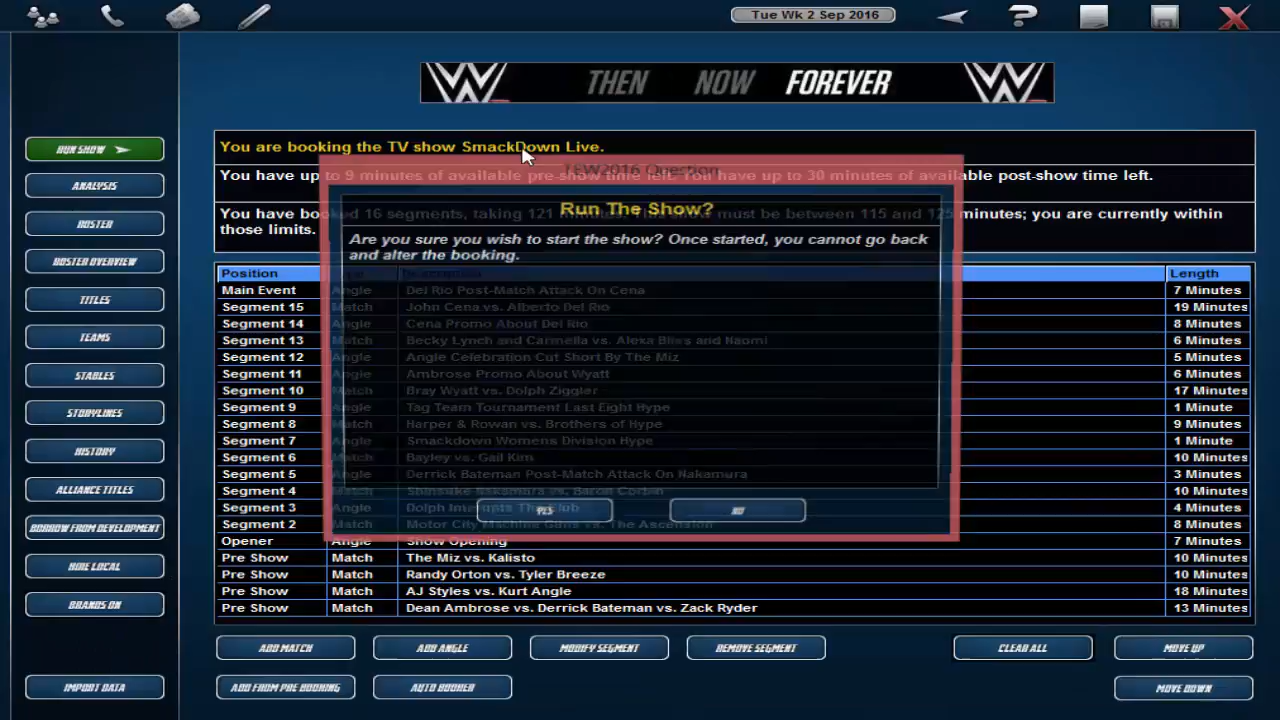 Tue Wk 2 Sep 2016
THEN NOW FOREVER
You are booking the TV show SmackDown Live.
You have up to 9 minutes of available pre-show time left. You have up to 30 minutes of available post-show time left.
You have booked 16 segments, taking 121 minutes. The show must be between 115 and 125 minutes; you are currently within those limits.
TEW2016 Question
Run The Show?
Are you sure you wish to start the show? Once started, you cannot go back
and alter the booking.
YES NO
RUN SHOW
ANALYSIS
ROSTER
ROSTER OVERVIEW
TITLES
TEAMS
STABLES
STORYLINES
HISTORY
ALLIANCE TITLES
BORROW FROM DEVELOPMENT
HIRE LOCAL
BRANDS ON
IMPORT DATA
Position Type Description Length
Main Event Angle Del Rio Post-Match Attack On Cena 7 Minutes
Segment 15 Match John Cena vs. Alberto Del Rio 19 Minutes
Segment 14 Angle Cena Promo About Del Rio 8 Minutes
Segment 13 Match Becky Lynch and Carmella vs. Alexa Bliss and Naomi 6 Minutes
Segment 12 Angle Angle Celebration Cut Short By The Miz 5 Minutes
Segment 11 Angle Ambrose Promo About Wyatt 6 Minutes
Segment 10 Match Bray Wyatt vs. Dolph Ziggler 17 Minutes
Segment 9 Angle Tag Team Tournament Last Eight Hype 1 Minute
Segment 8 Match Harper & Rowan vs. Brothers of Hype 9 Minutes
Segment 7 Angle Smackdown Womens Division Hype 1 Minute
Segment 6 Match Bayley vs. Gail Kim 10 Minutes
Segment 5 Angle Derrick Bateman Post-Match Attack On Nakamura 3 Minutes
Segment 4 Match Shinsuke Nakamura vs. Baron Corbin 10 Minutes
Segment 3 Angle Dolph Interrupts The Club 4 Minutes
Segment 2 Match Motor City Machine Guns vs. The Ascension 8 Minutes
Opener Angle Show Opening 7 Minutes
Pre Show Match The Miz vs. Kalisto 10 Minutes
Pre Show Match Randy Orton vs. Tyler Breeze 10 Minutes
Pre Show Match AJ Styles vs. Kurt Angle 18 Minutes
Pre Show Match Dean Ambrose vs. Derrick Bateman vs. Zack Ryder 13 Minutes
ADD MATCH ADD ANGLE MODIFY SEGMENT REMOVE SEGMENT CLEAR ALL MOVE UP
ADD FROM PRE BOOKING AUTO BOOKER MOVE DOWN